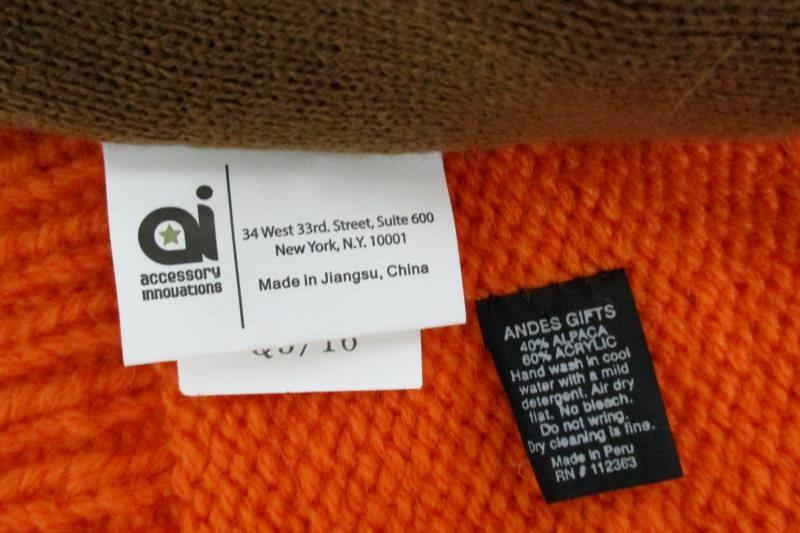 ai
accessory
innovations
34 West 33rd. Street, Suite 600
New York, N.Y. 10001
Made in Jiangsu, China
ANDES GIFTS
40% ALPACA
60% ACRYLIC
Hand wash in cool
water with a mild
detergent. Air dry
flat. No bleach.
Do not wring.
Dry cleaning is fine.
Made in Peru
RN # 112363